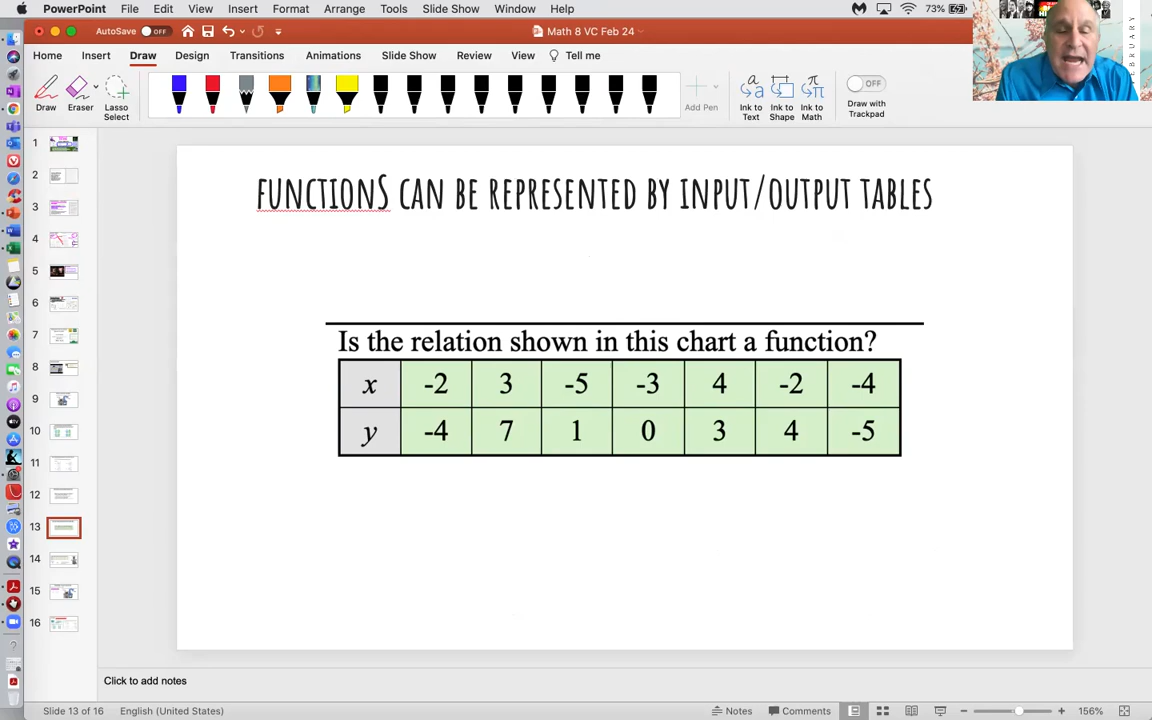 PowerPoint File Edit View Insert Format Arrange Tools Slide Show Window Help 73%
AutoSave OFF Math 8 VC Feb 24
Home Insert Draw Design Transitions Animations Slide Show Review View Tell me
Draw Eraser Lasso Select Add Pen Ink to Text Ink to Shape Ink to Math OFF Draw with Trackpad
FUNCTIONS CAN BE REPRESENTED BY INPUT/OUTPUT TABLES
Is the relation shown in this chart a function?
x -2 3 -5 -3 4 -2 -4
y -4 7 1 0 3 4 -5
1
2
3
4
5
6
7
8
9
10
11
12
13
14
15
16
Click to add notes
Slide 13 of 16 English (United States) Notes Comments 156%